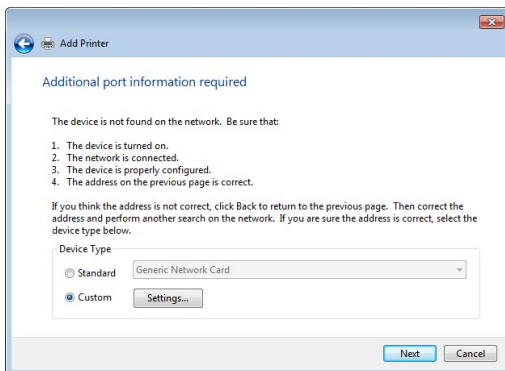 Add Printer
Additional port information required
The device is not found on the network. Be sure that:
1. The device is turned on.
2. The network is connected.
3. The device is properly configured.
4. The address on the previous page is correct.
If you think the address is not correct, click Back to return to the previous page. Then correct the
address and perform another search on the network. If you are sure the address is correct, select the
device type below.
Device Type
Standard
Generic Network Card
Custom
Settings...
Next
Cancel